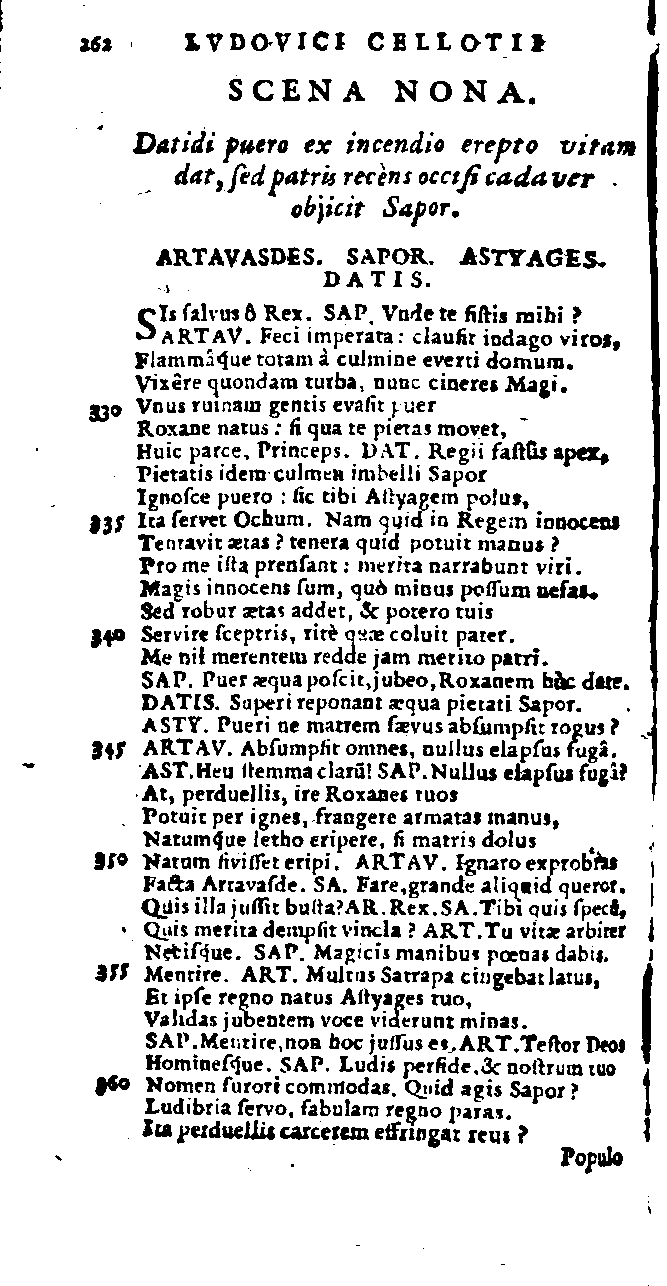 262 LVDOVICI CELLOTII
SCENA NONA.
Datidi puero ex incendio erepto vitam
dat, sed patris recèns occisi cadaver
objicit Sapor.
ARTAVASDES. SAPOR. ASTYAGES.
DATIS.
SIs salvus ô Rex. SAP. Vnde te sistis mihi ?
ARTAV. Feci imperata : clausit indago viros,
Flammâque totam à culmine everti domum.
Vixêre quondam turba, nunc cineres Magi.
330 Vnus ruinam gentis evasit puer
Roxane natus : si qua te pietas movet,
Huic parce, Princeps. DAT. Regii fastûs apex,
Pietatis idem culmen imbelli Sapor
Ignosce puero : sic tibi Astyagem polus,
335 Ita servet Ochum. Nam quid in Regem innocens
Tentavit ætas ? tenera quid potuit manus ?
Pro me ista prensant : merita narrabunt viri.
Magis innocens sum, quò minus possum nefas.
Sed robur ætas addet, & potero tuis
340 Servire sceptris, ritè quæ coluit pater.
Me nil merentem redde jam merito patri.
SAP. Puer æqua poscit, jubeo, Roxanem hùc date.
DATIS. Superi reponant æqua pietati Sapor.
ASTY. Pueri ne matrem sævus absumpsit rogus ?
345 ARTAV. Absumpsit omnes, nullus elapsus fugâ.
AST. Heu stemma clarũ! SAP. Nullus elapsus fugâ?
At, perduellis, ire Roxanes tuos
Potuit per ignes, frangere armatas manus,
Natumque letho eripere, si matris dolus
350 Natum sivisset eripi. ARTAV. Ignaro exprobras
Facta Artavasde. SA. Fare, grande aliquid queror.
Quis illa jussit busta? AR. Rex. SA. Tibi quis specûs,
Quis merita dempsit vincla ? ART. Tu vitæ arbiter
Necisque. SAP. Magicis manibus pœnas dabis.
355 Mentire. ART. Multus Satrapa cingebat latus,
Et ipse regno natus Astyages tuo,
Validas jubentem voce viderunt minas.
SAP. Mentire, non hoc jussus es. ART. Testor Deos
Hominesque. SAP. Ludis perfide, & nostrum tuo
360 Nomen furori commodas. Quid agis Sapor ?
Ludibria servo, fabulam regno paras.
Ita perduellis carcerem effringat reus ?
Populo